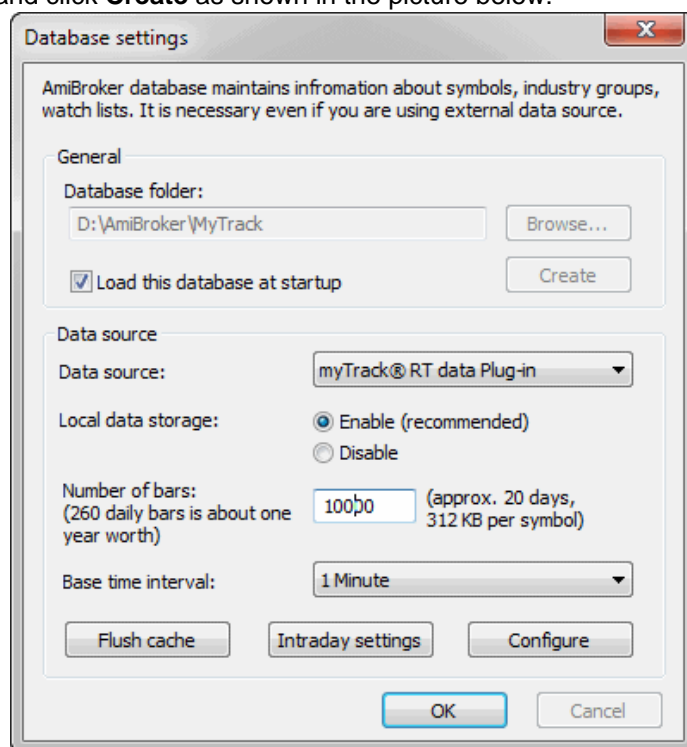 and click Create as shown in the picture below:
Database settings
AmiBroker database maintains infromation about symbols, industry groups,
watch lists. It is necessary even if you are using external data source.
General
Database folder:
D:\AmiBroker\MyTrack
Browse...
Load this database at startup
Create
Data source
Data source:
myTrack® RT data Plug-in
Local data storage:
Enable (recommended)
Disable
Number of bars:
(260 daily bars is about one
year worth)
10000
(approx. 20 days,
312 KB per symbol)
Base time interval:
1 Minute
Flush cache
Intraday settings
Configure
OK
Cancel